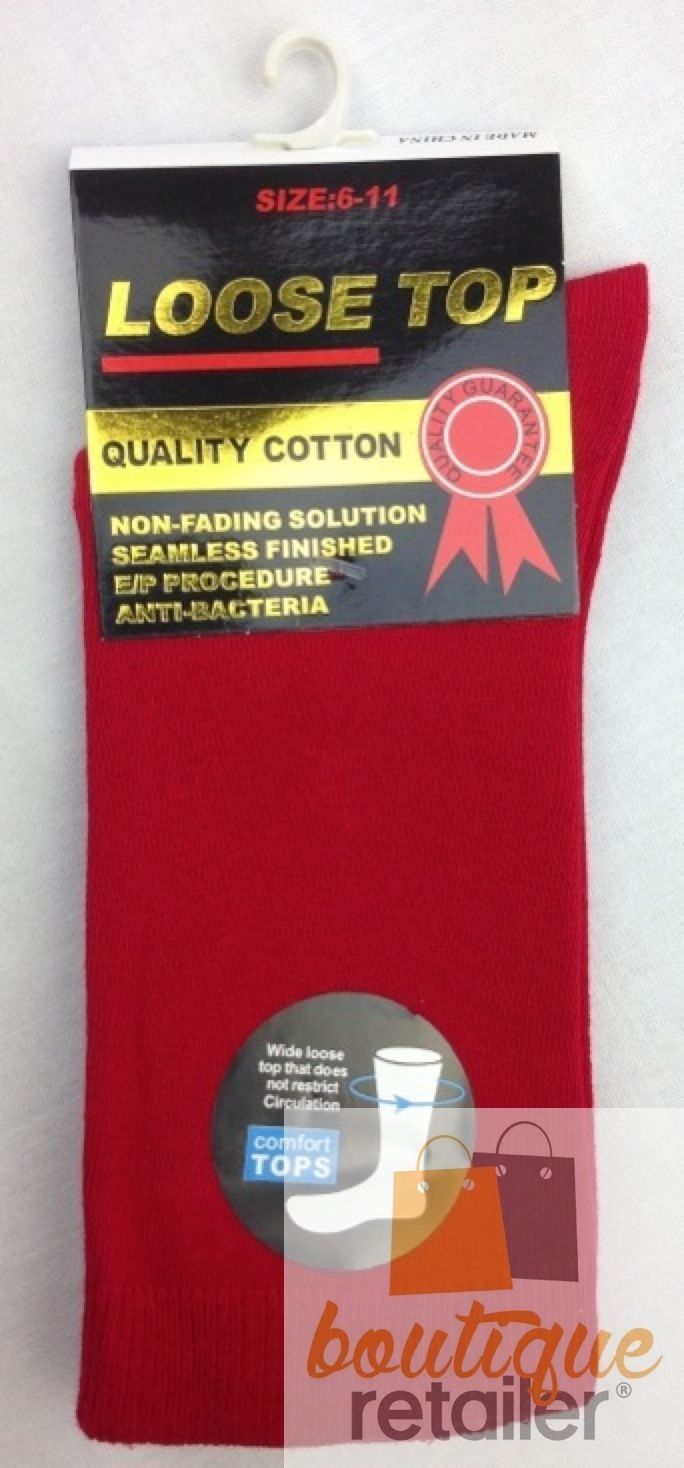 MADE IN CHINA
SIZE:6-11
LOOSE TOP
QUALITY COTTON
QUALITY GUARANTEE
NON-FADING SOLUTION
SEAMLESS FINISHED
E/P PROCEDURE
ANTI-BACTERIA
Wide loose
top that does
not restrict
Circulation
comfort
TOPS
boutique
retailer®